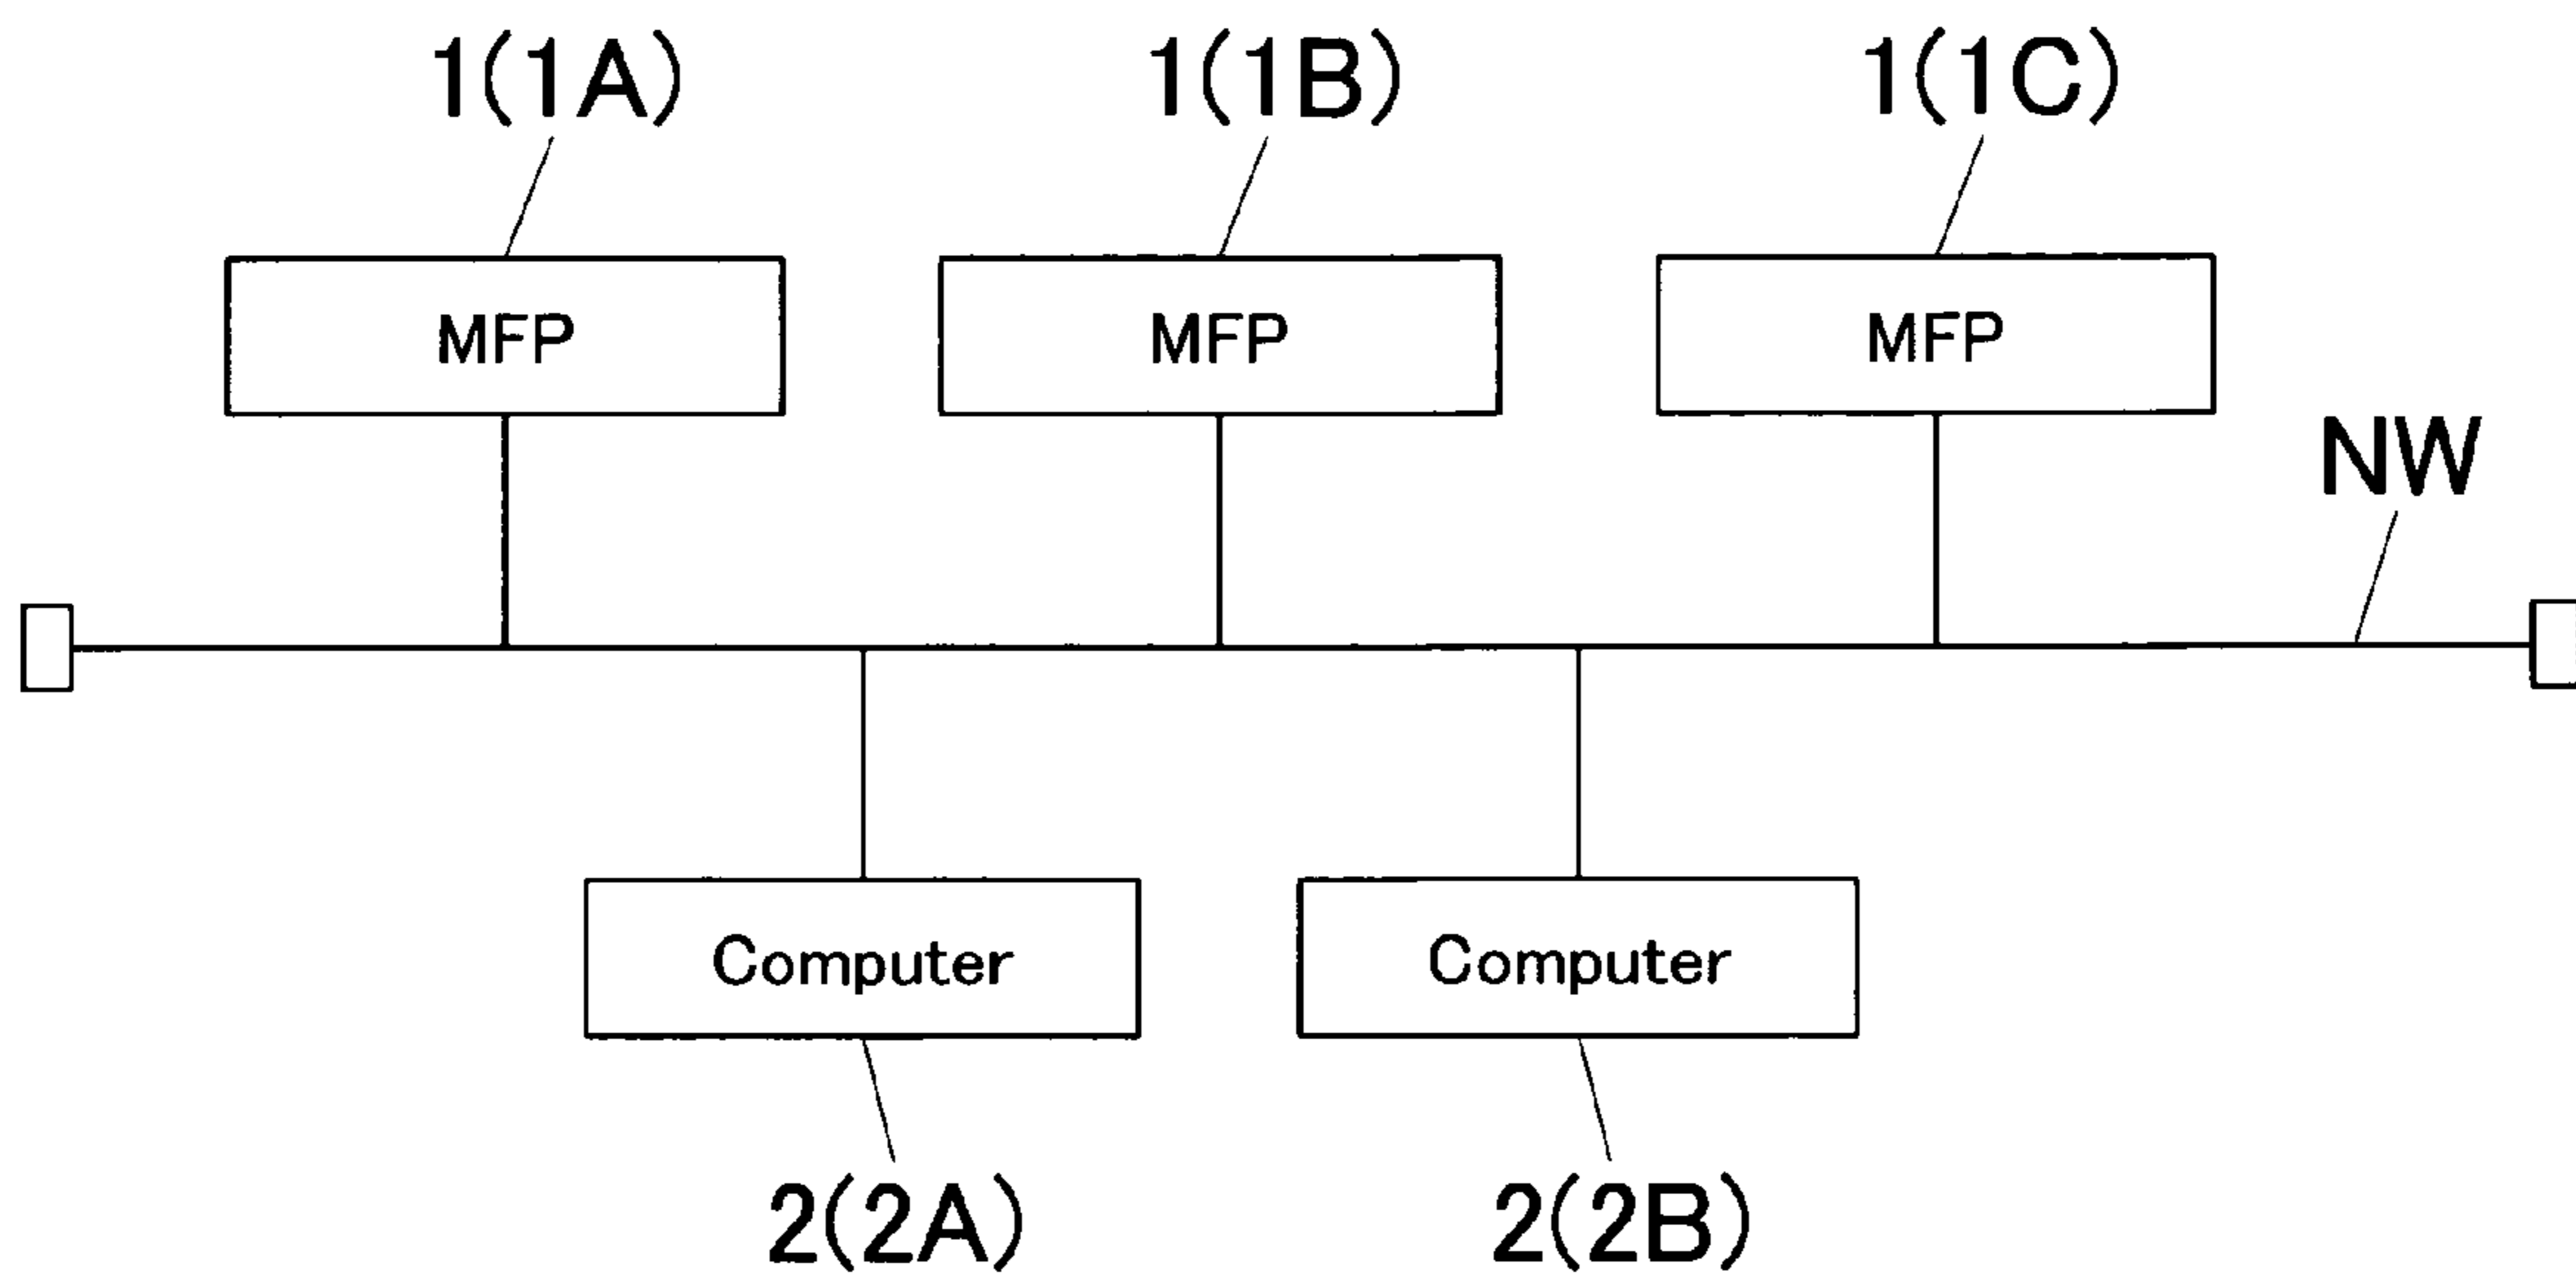 1(1A) 1(1B) 1(1C)
MFP MFP MFP
NW
Computer Computer
2(2A) 2(2B)